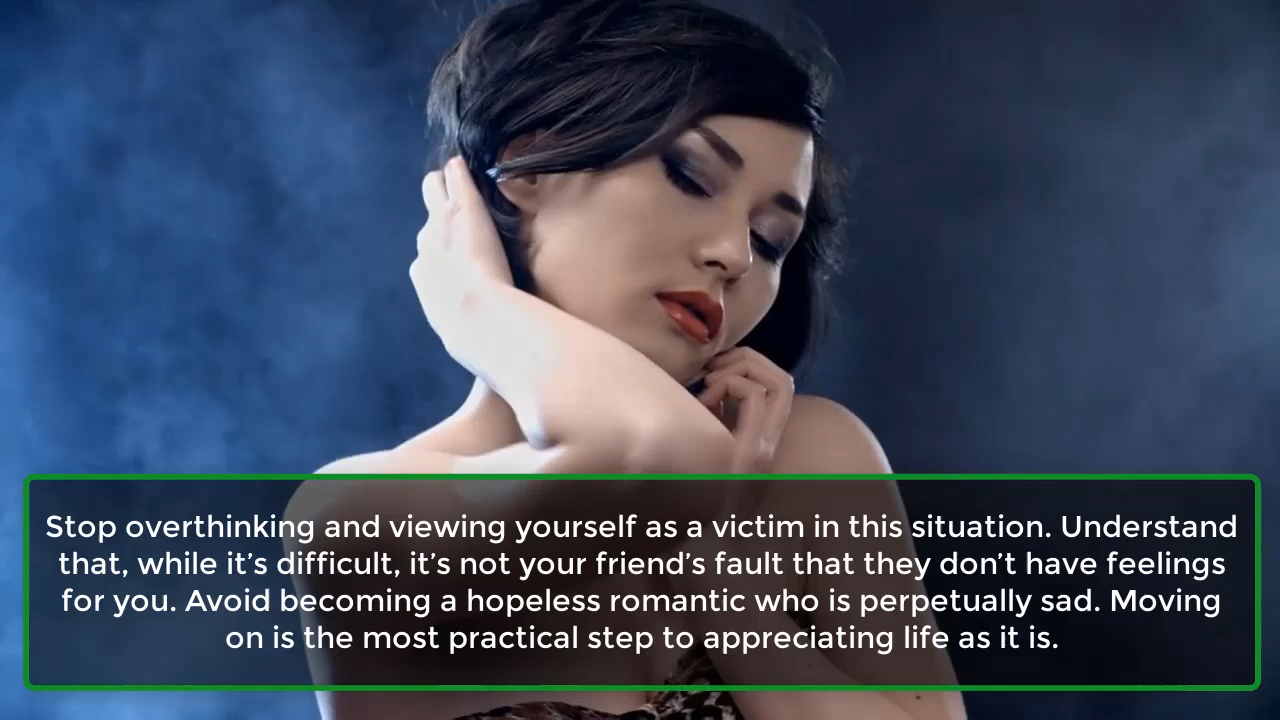 Stop overthinking and viewing yourself as a victim in this situation. Understand
that, while it’s difficult, it’s not your friend’s fault that they don’t have feelings
for you. Avoid becoming a hopeless romantic who is perpetually sad. Moving
on is the most practical step to appreciating life as it is.